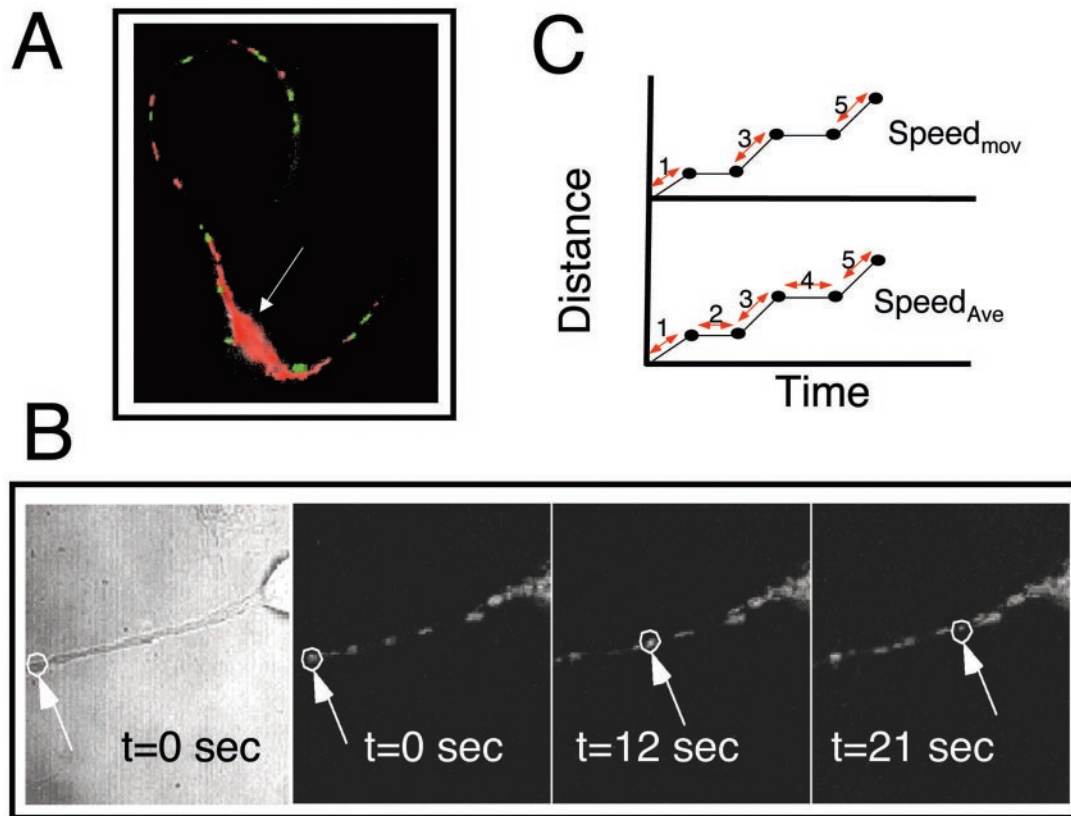 A
C
Distance
1
3
5
Speedmov
1
2
3
4
5
SpeedAve
Time
B
t=0 sec
t=0 sec
t=12 sec
t=21 sec